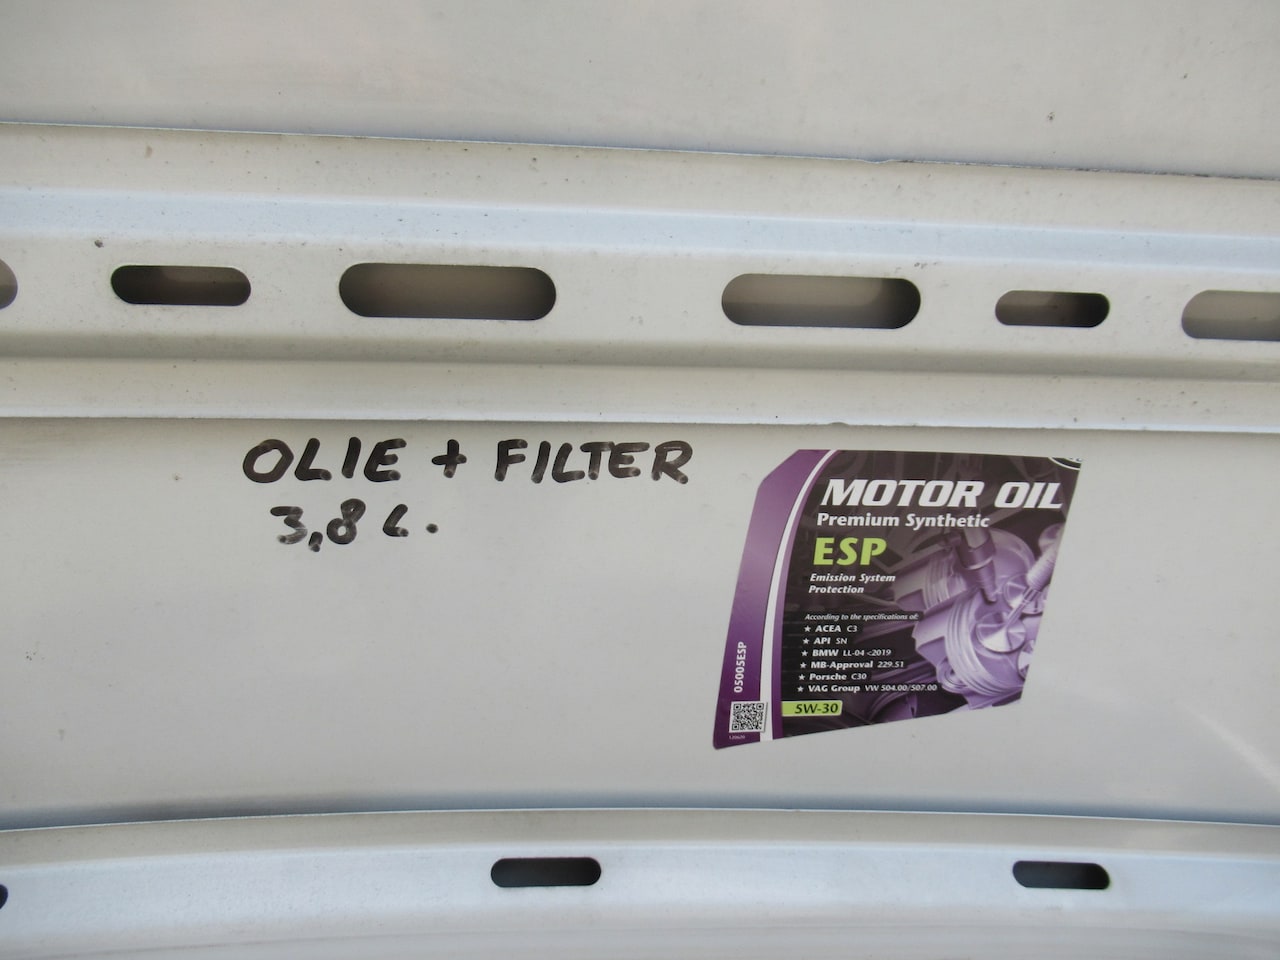 OLIE + FILTER
3,8 L.
MOTOR OIL
Premium Synthetic
ESP
Emission System
Protection
According to the specifications of:
★ ACEA C3
★ API SN
★ BMW LL-04 <2019
★ MB-Approval 229.51
★ Porsche C30
★ VAG Group VW 504.00/507.00
5W-30
05005ESP